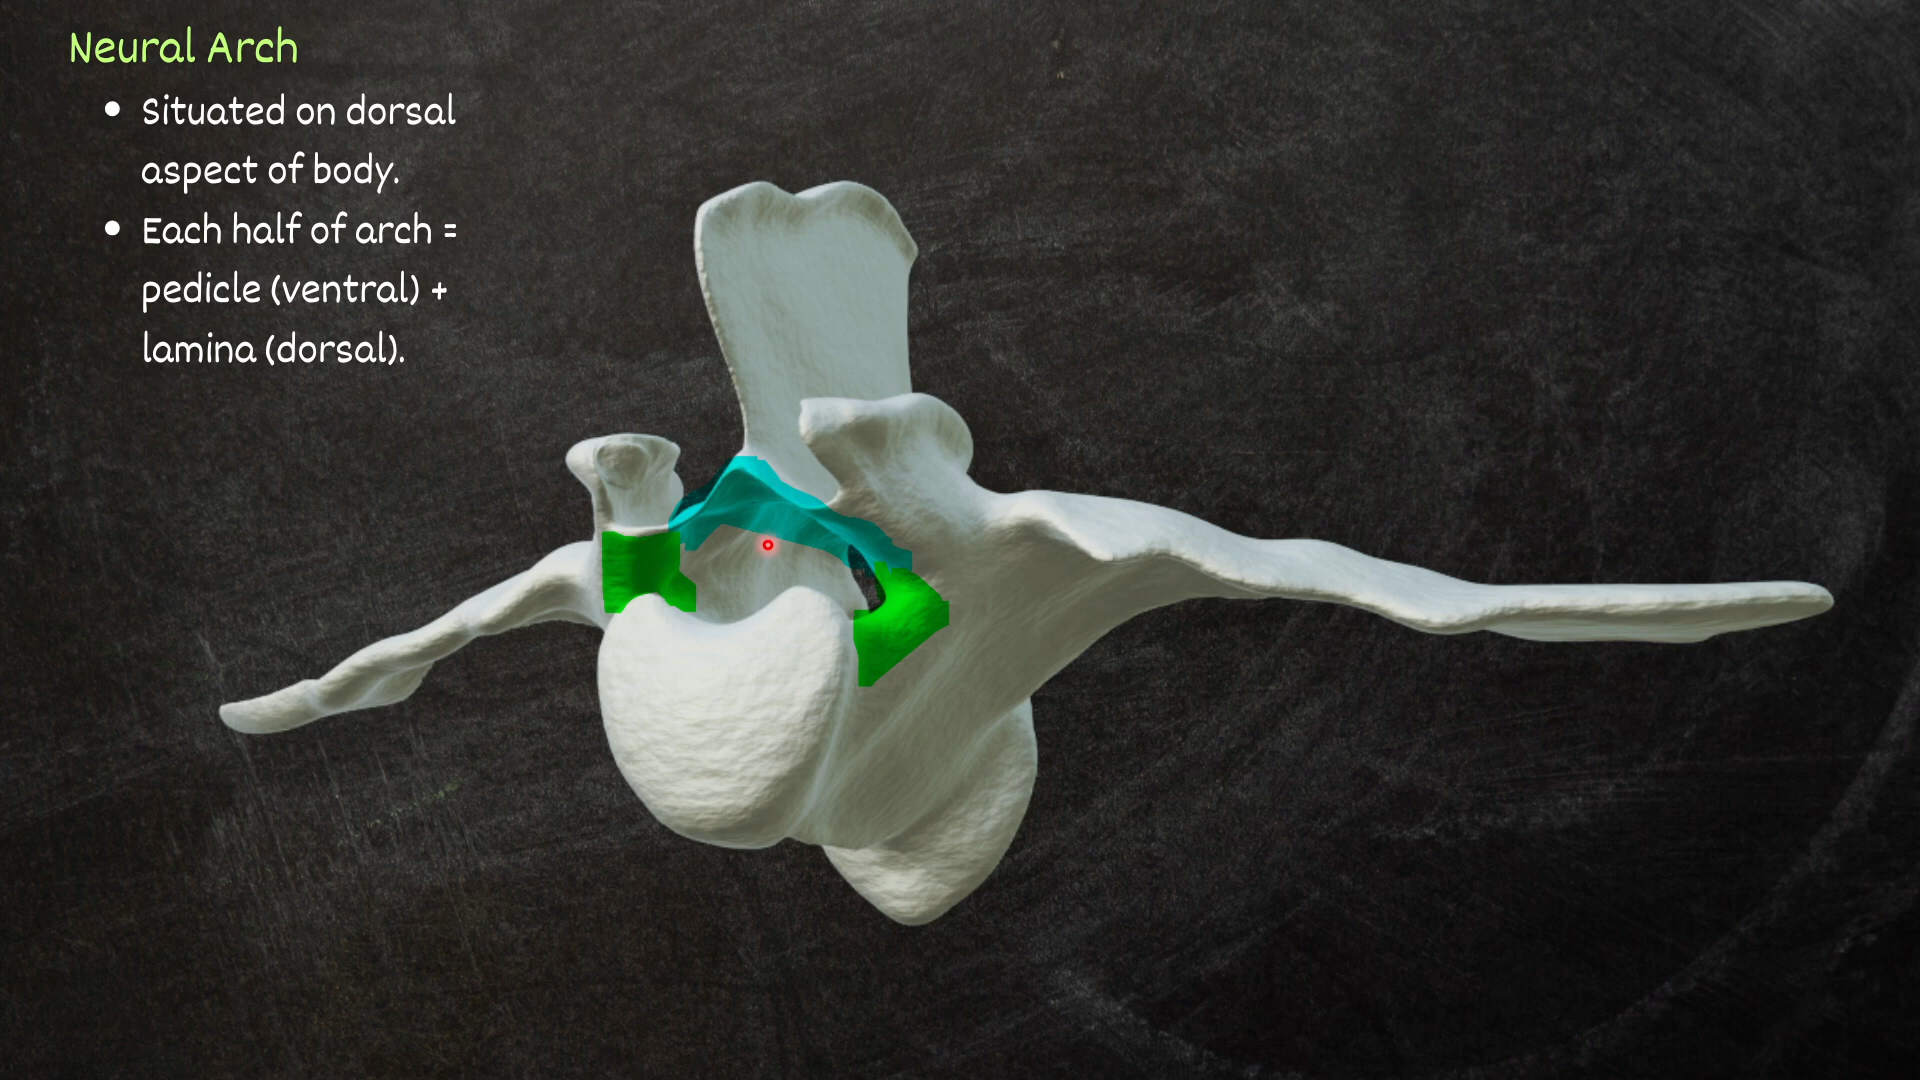 Neural Arch
• Situated on dorsal
aspect of body.
• Each half of arch =
pedicle (ventral) +
lamina (dorsal).